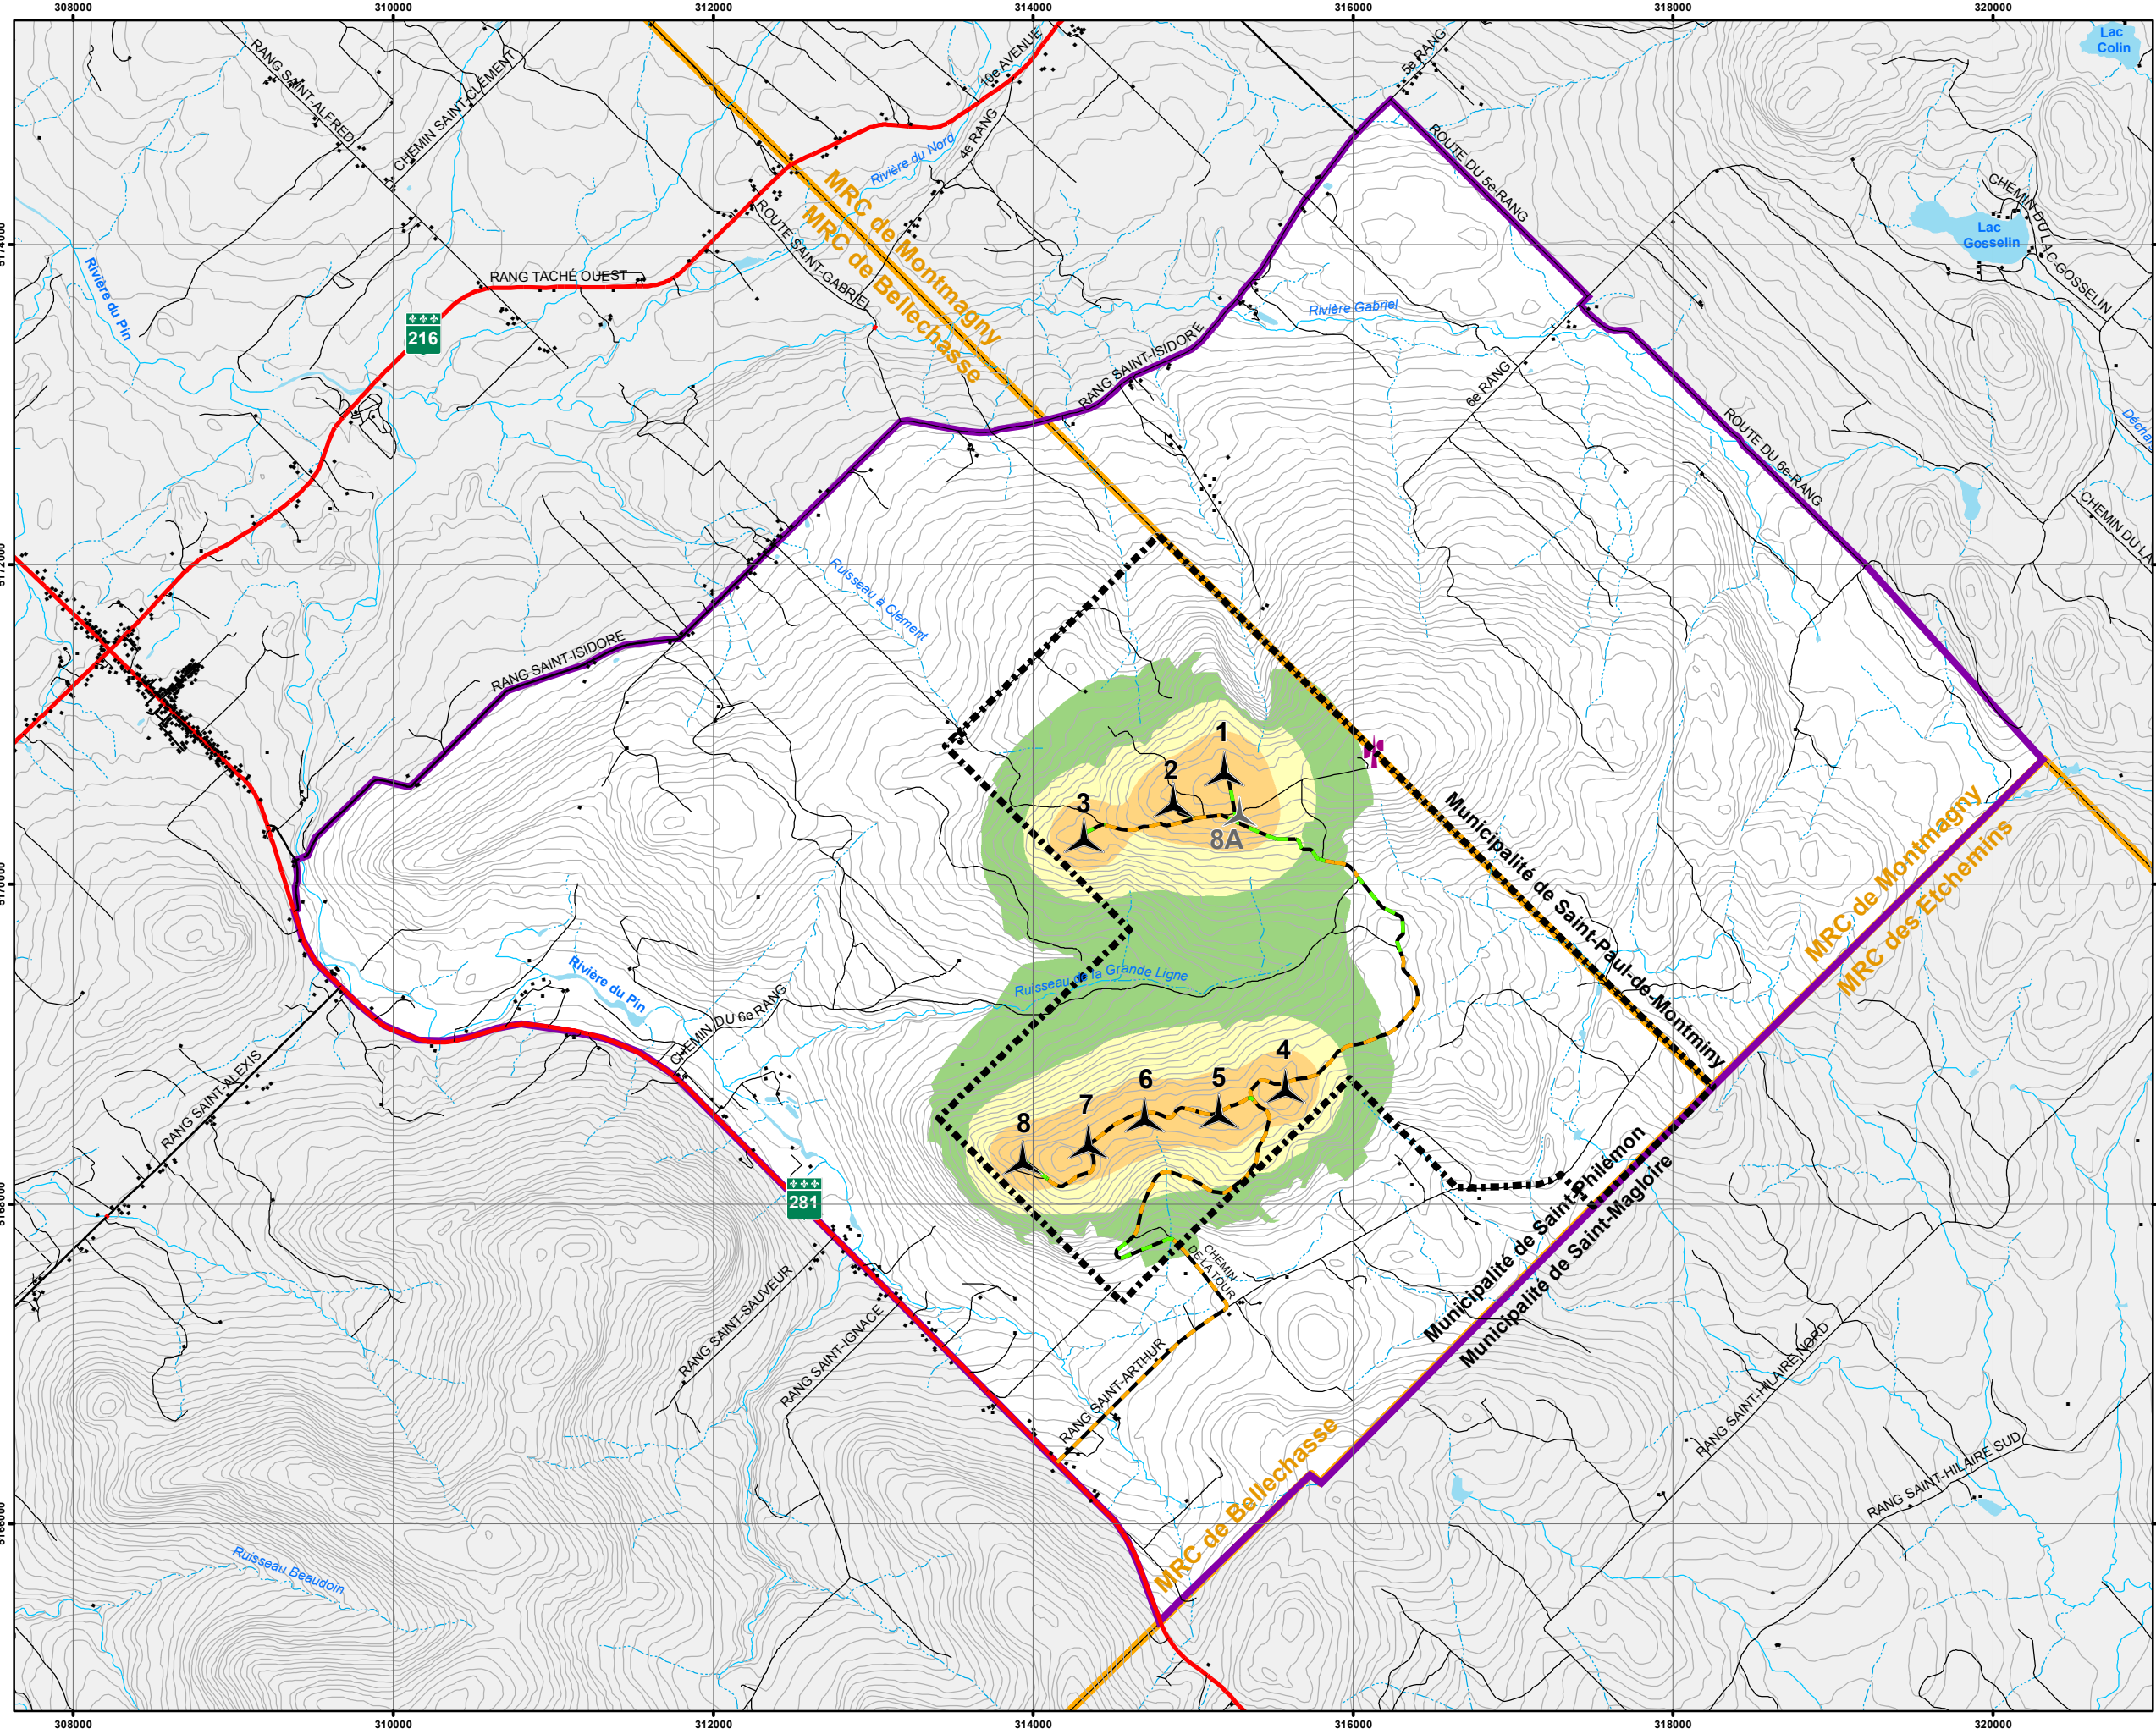 308000
310000
312000
314000
316000
318000
320000
Lac
Colin
RANG SAINT-ALFRED
CHEMIN SAINT-CLÉMENT
10e AVENUE
5e RANG
4e RANG
Rivière du Nord
ROUTE DU 5e-RANG
MRC de Montmagny
MRC de Bellechasse
ROUTE SAINT-GABRIEL
CHEMIN DU LAC-GOSSELIN
Lac
Gosselin
5174000
Rivière du Pin
RANG TACHÉ OUEST
216
Rivière Gabriel
RANG SAINT-ISIDORE
6e RANG
ROUTE DU 6e-RANG
CHEMIN DU LA
5172000
Ruisseau à Clément
RANG SAINT-ISIDORE
1
2
3
8A
Municipalité de Saint-Paul-de-Montminy
MRC de Montmagny
MRC des Etchemins
5170000
Rivière du Pin
Ruisseau de la Grande Ligne
CHEMIN DU 6e RANG
RANG SAINT-ALEXIS
4
5
6
7
8
281
5168000
Municipalité de Saint-Philémon
Municipalité de Saint-Magloire
CHEMIN
DE LA TOUR
RANG SAINT-SAUVEUR
RANG SAINT-IGNACE
RANG SAINT-ARTHUR
RANG SAINT-HILAIRE NORD
RANG SAINT-HILAIRE SUD
MRC de Bellechasse
5166000
Ruisseau Beaudoin
308000
310000
312000
314000
316000
318000
320000